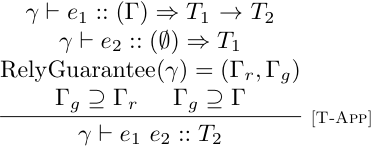 γ ⊢ e₁ :: (Γ) ⇒ T₁ → T₂
γ ⊢ e₂ :: (∅) ⇒ T₁
RelyGuarantee(γ) = (Γᵣ, Γ_g)
Γ_g ⊇ Γᵣ Γ_g ⊇ Γ
[T-App]
γ ⊢ e₁ e₂ :: T₂